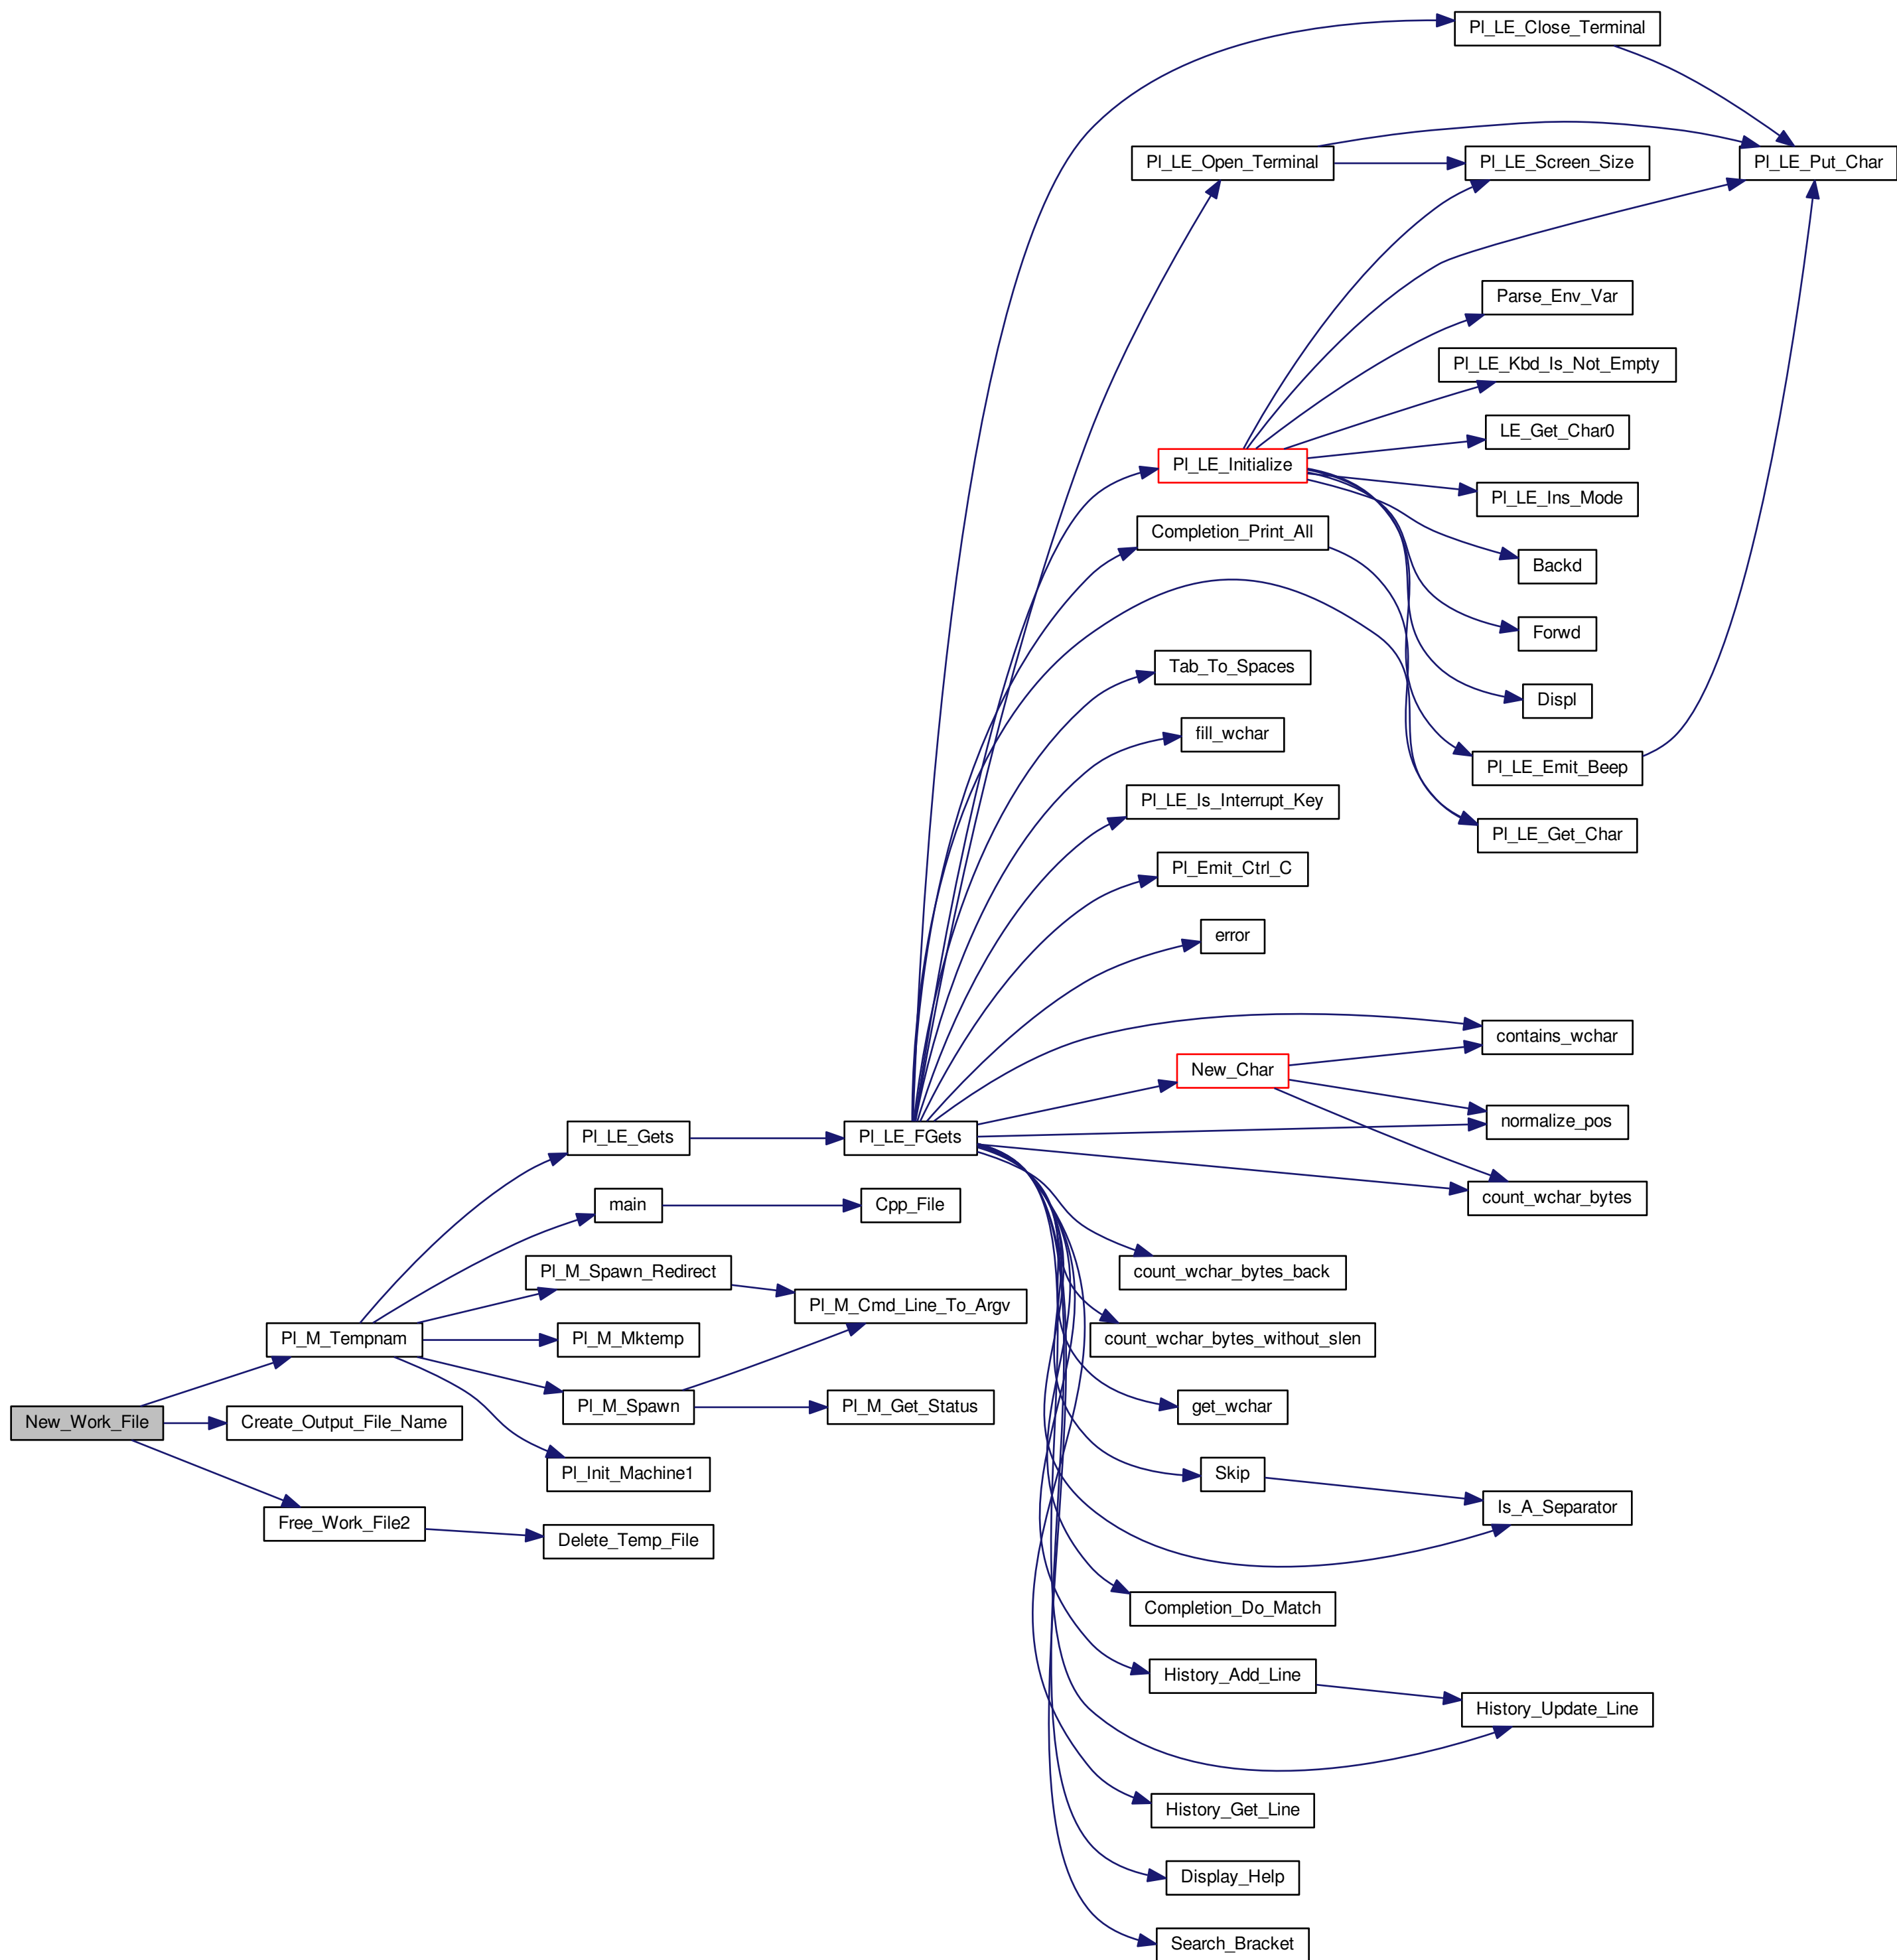 Pl_LE_Close_Terminal
Pl_LE_Open_Terminal
Pl_LE_Screen_Size
Pl_LE_Put_Char
Parse_Env_Var
Pl_LE_Kbd_Is_Not_Empty
LE_Get_Char0
Pl_LE_Initialize
Pl_LE_Ins_Mode
Completion_Print_All
Backd
Forwd
Tab_To_Spaces
Displ
fill_wchar
Pl_LE_Emit_Beep
Pl_LE_Is_Interrupt_Key
Pl_LE_Get_Char
Pl_Emit_Ctrl_C
error
contains_wchar
New_Char
normalize_pos
Pl_LE_Gets
Pl_LE_FGets
count_wchar_bytes
main
Cpp_File
Pl_M_Spawn_Redirect
count_wchar_bytes_back
Pl_M_Cmd_Line_To_Argv
Pl_M_Tempnam
Pl_M_Mktemp
count_wchar_bytes_without_slen
Pl_M_Spawn
Pl_M_Get_Status
get_wchar
New_Work_File
Create_Output_File_Name
Pl_Init_Machine1
Skip
Is_A_Separator
Free_Work_File2
Delete_Temp_File
Completion_Do_Match
History_Add_Line
History_Update_Line
History_Get_Line
Display_Help
Search_Bracket